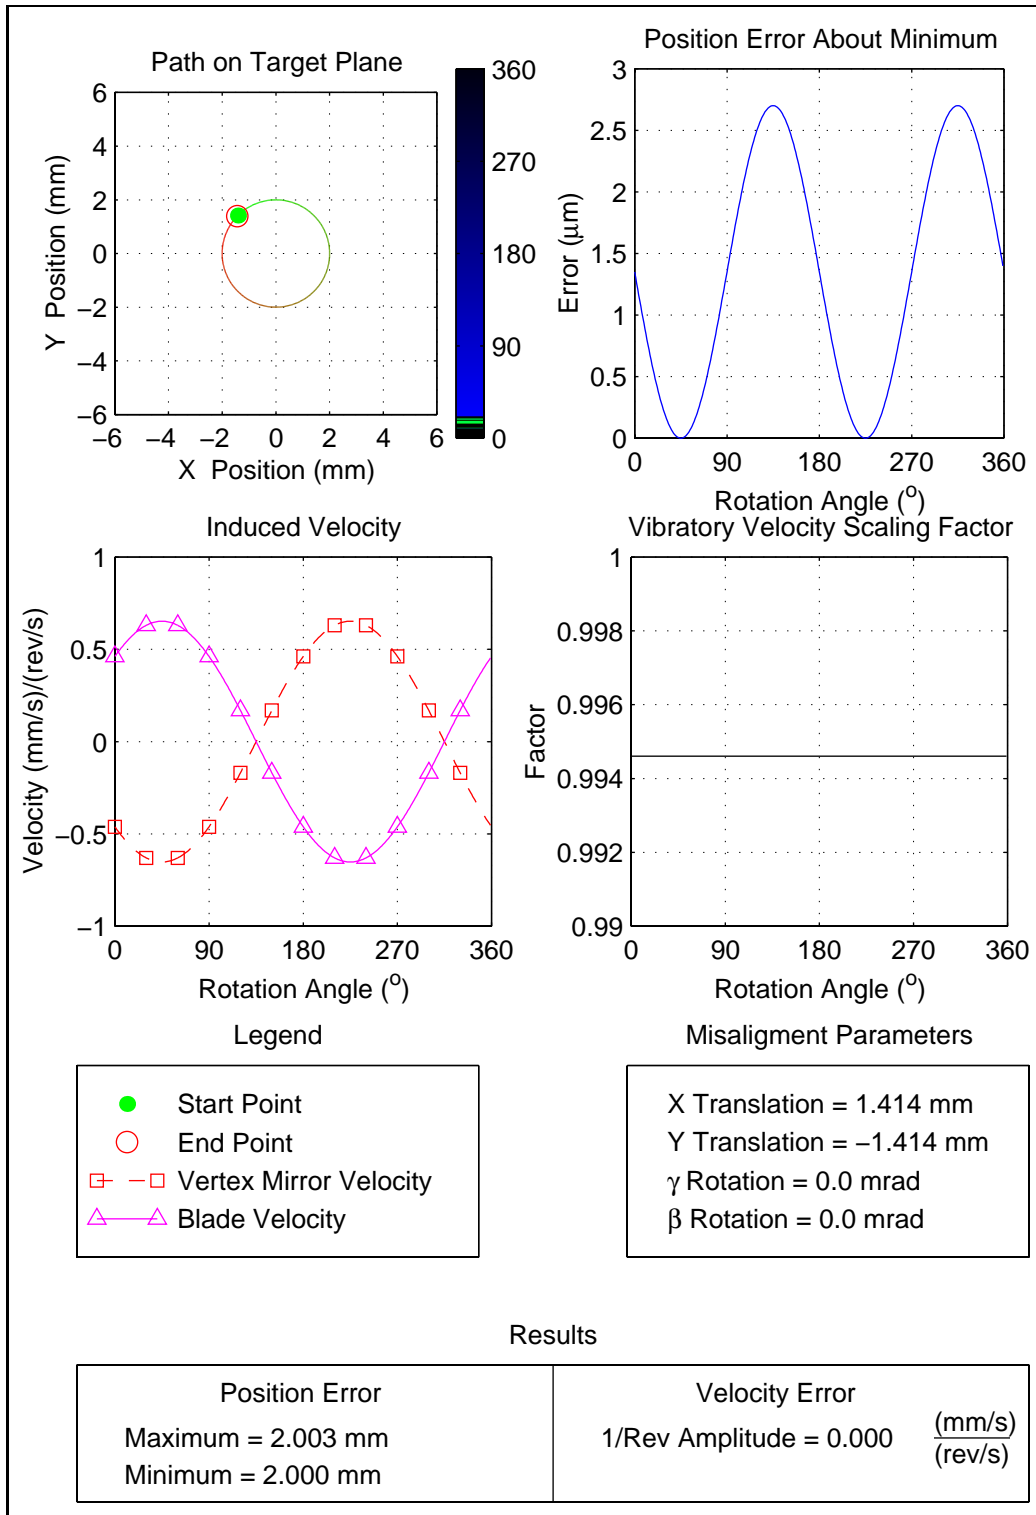 Path on Target Plane
6
4
2
0
−2
−4
−6
−6 −4 −2 0 2 4 6
Y Position (mm)
X Position (mm)
360
270
180
90
0
Position Error About Minimum
3
2.5
2
1.5
1
0.5
0
0 90 180 270 360
Error (μm)
Rotation Angle (o)
Induced Velocity
1
0.5
0
−0.5
−1
0 90 180 270 360
Velocity (mm/s)/(rev/s)
Rotation Angle (o)
Vibratory Velocity Scaling Factor
1
0.998
0.996
0.994
0.992
0.99
0 90 180 270 360
Factor
Rotation Angle (o)
Legend
Start Point
End Point
Vertex Mirror Velocity
Blade Velocity
Misaligment Parameters
X Translation = 1.414 mm
Y Translation = −1.414 mm
γ Rotation = 0.0 mrad
β Rotation = 0.0 mrad
Results
Position Error
Maximum = 2.003 mm
Minimum = 2.000 mm
Velocity Error
1/Rev Amplitude = 0.000 (mm/s)
(rev/s)